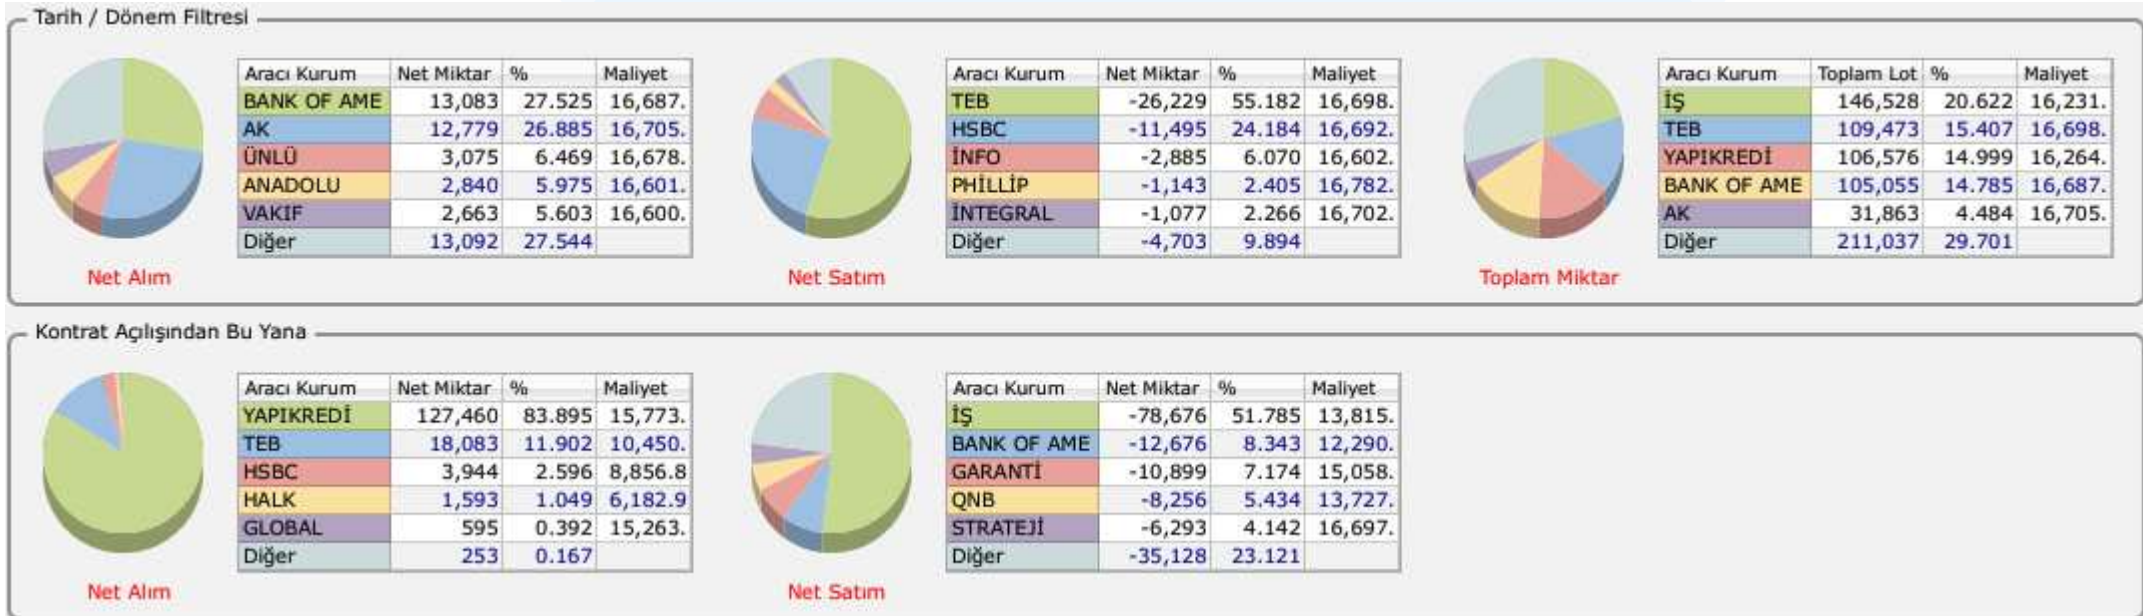 Tarih / Dönem Filtresi
Aracı Kurum Net Miktar % Maliyet
BANK OF AME 13,083 27.525 16,687.
AK 12,779 26.885 16,705.
ÜNLÜ 3,075 6.469 16,678.
ANADOLU 2,840 5.975 16,601.
VAKIF 2,663 5.603 16,600.
Diğer 13,092 27.544
Net Alım
Aracı Kurum Net Miktar % Maliyet
TEB -26,229 55.182 16,698.
HSBC -11,495 24.184 16,692.
İNFO -2,885 6.070 16,602.
PHİLLİP -1,143 2.405 16,782.
İNTEGRAL -1,077 2.266 16,702.
Diğer -4,703 9.894
Net Satım
Aracı Kurum Toplam Lot % Maliyet
İŞ 146,528 20.622 16,231.
TEB 109,473 15.407 16,698.
YAPIKREDİ 106,576 14.999 16,264.
BANK OF AME 105,055 14.785 16,687.
AK 31,863 4.484 16,705.
Diğer 211,037 29.701
Toplam Miktar
Kontrat Açılışından Bu Yana
Aracı Kurum Net Miktar % Maliyet
YAPIKREDİ 127,460 83.895 15,773.
TEB 18,083 11.902 10,450.
HSBC 3,944 2.596 8,856.8
HALK 1,593 1.049 6,182.9
GLOBAL 595 0.392 15,263.
Diğer 253 0.167
Net Alım
Aracı Kurum Net Miktar % Maliyet
İŞ -78,676 51.785 13,815.
BANK OF AME -12,676 8.343 12,290.
GARANTİ -10,899 7.174 15,058.
QNB -8,256 5.434 13,727.
STRATEJİ -6,293 4.142 16,697.
Diğer -35,128 23.121
Net Satım